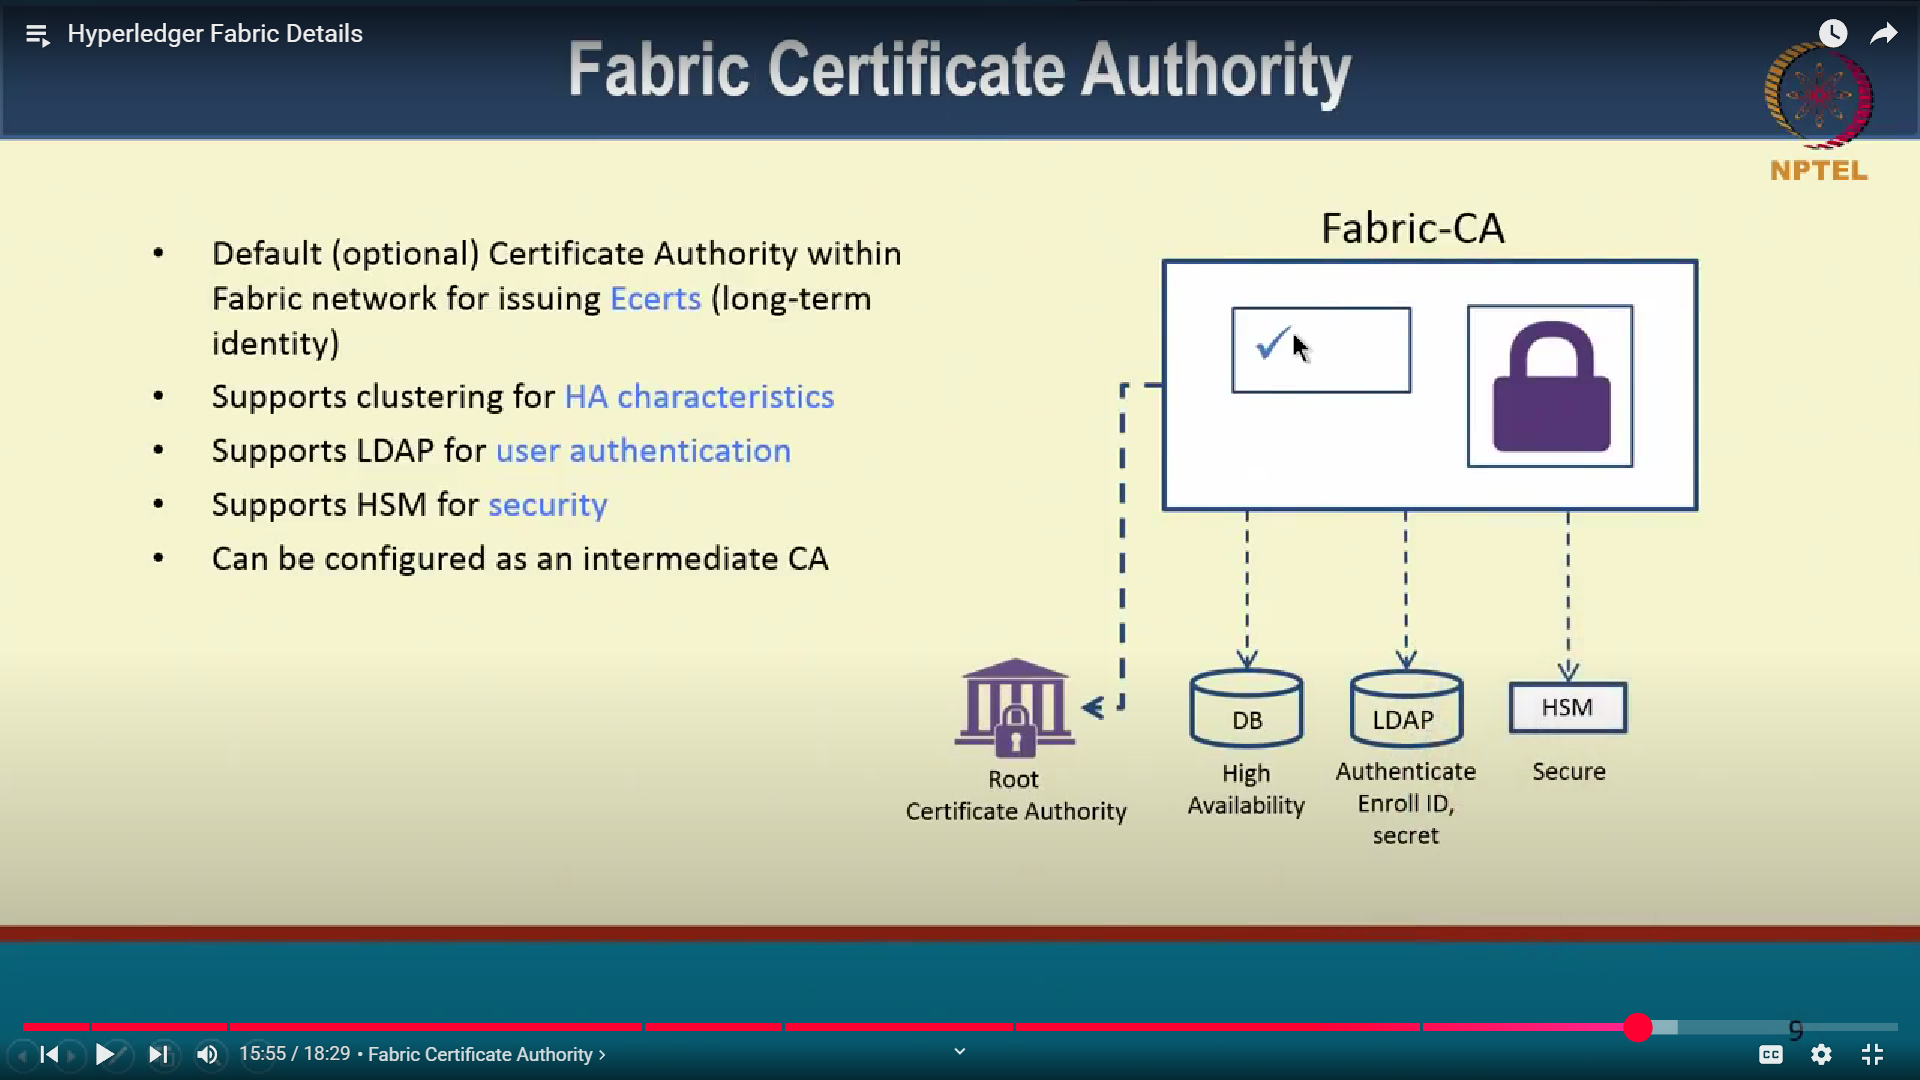 Hyperledger Fabric Details
Fabric Certificate Authority
NPTEL
• Default (optional) Certificate Authority within
Fabric network for issuing Ecerts (long-term
identity)
• Supports clustering for HA characteristics
• Supports LDAP for user authentication
• Supports HSM for security
• Can be configured as an intermediate CA
Fabric-CA
DB
LDAP
HSM
Root
Certificate Authority
High
Availability
Authenticate
Enroll ID,
secret
Secure
9
15:55 / 18:29 • Fabric Certificate Authority ›
CC